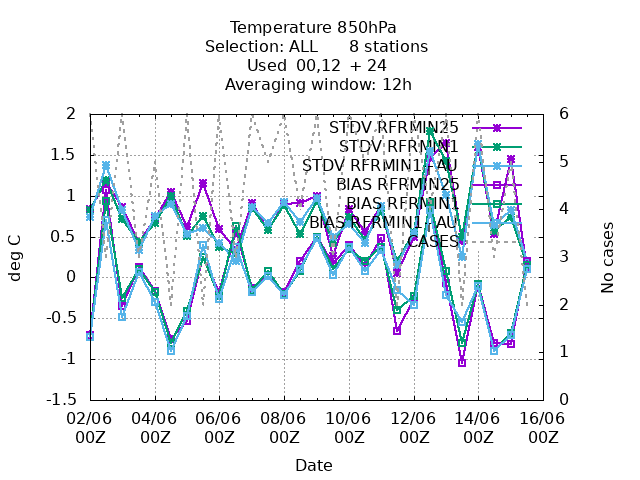 Temperature 850hPa
Selection: ALL 8 stations
Used 00,12 + 24
Averaging window: 12h
2 6
STDV RFRMIN25
STDV RFRMIN1
1.5 5
STDV RFRMIN1
BIAS RFRMIN25
1 4
BIAS RFRMIN1
BIAS RFRMIN1
0.5 CASES 3
0
-0.5 2
-1 1
-1.5 0
deg C
No cases
02/06 04/06 06/06 08/06 10/06 12/06 14/06 16/06
00Z 00Z 00Z 00Z 00Z 00Z 00Z 00Z
Date